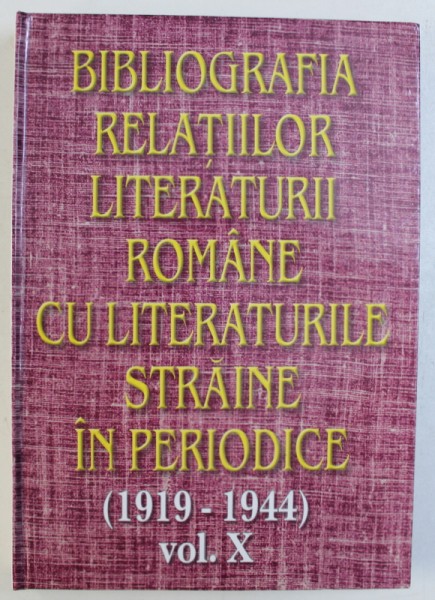 BIBLIOGRAFIA
RELAȚIILOR
LITERATURII
ROMÂNE
CU LITERATURILE
STRĂINE
ÎN PERIODICE
(1919 - 1944)
vol. X